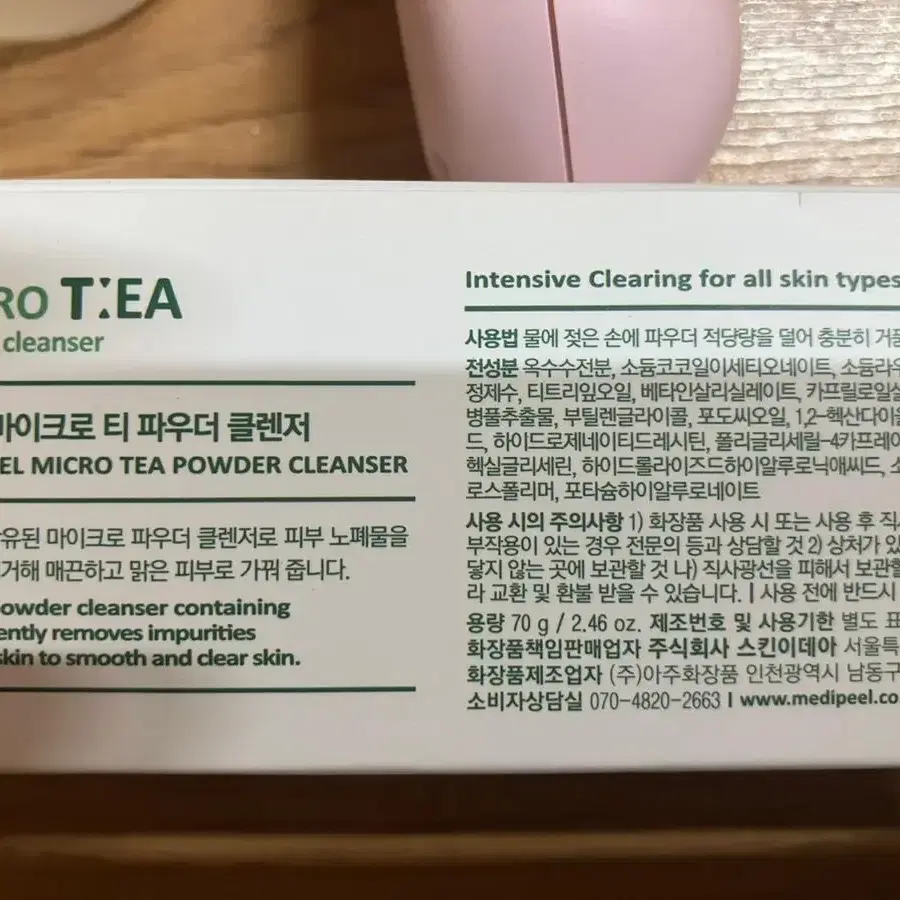 RO T:EA
cleanser
마이크로 티 파우더 클렌저
EL MICRO TEA POWDER CLEANSER
유된 마이크로 파우더 클렌저로 피부 노폐물을
거해 매끈하고 맑은 피부로 가꿔 줍니다.
owder cleanser containing
ently removes impurities
skin to smooth and clear skin.
Intensive Clearing for all skin types
사용법 물에 젖은 손에 파우더 적당량을 덜어 충분히 거품
전성분 옥수수전분, 소듐코코일이세티오네이트, 소듐라우
정제수, 티트리잎오일, 베타인살리실레이트, 카프릴로일살
병풀추출물, 부틸렌글라이콜, 포도씨오일, 1,2-헥산다이올
드, 하이드로제네이티드레시틴, 폴리글리세릴-4카프레이
헥실글리세린, 하이드롤라이즈드하이알루로닉애씨드, 소
로스폴리머, 포타슘하이알루로네이트
사용 시의 주의사항 1) 화장품 사용 시 또는 사용 후 직사
부작용이 있는 경우 전문의 등과 상담할 것 2) 상처가 있
닿지 않는 곳에 보관할 것 나) 직사광선을 피해서 보관할
라 교환 및 환불 받을 수 있습니다. | 사용 전에 반드시
용량 70 g / 2.46 oz. 제조번호 및 사용기한 별도 표
화장품책임판매업자 주식회사 스킨이데아 서울특
화장품제조업자 (주)아주화장품 인천광역시 남동구
소비자상담실 070-4820-2663 | www.medipeel.co